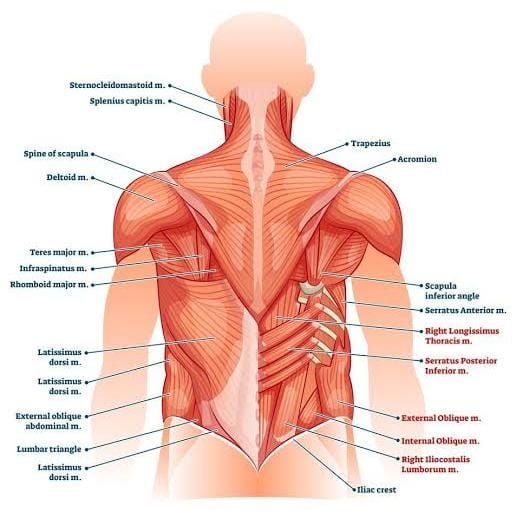 Sternocleidomastoid m.
Splenius capitis m.
Spine of scapula
Deltoid m.
Teres major m.
Infraspinatus m.
Rhomboid major m.
Latissimus
dorsi m.
Latissimus
dorsi m.
External oblique
abdominal m.
Lumbar triangle
Latissimus
dorsi m.
Trapezius
Acromion
Scapula
inferior angle
Serratus Anterior m.
Right Longissimus
Thoracis m.
Serratus Posterior
Inferior m.
External Oblique m.
Internal Oblique m.
Right Iliocostalis
Lumborum m.
Iliac crest